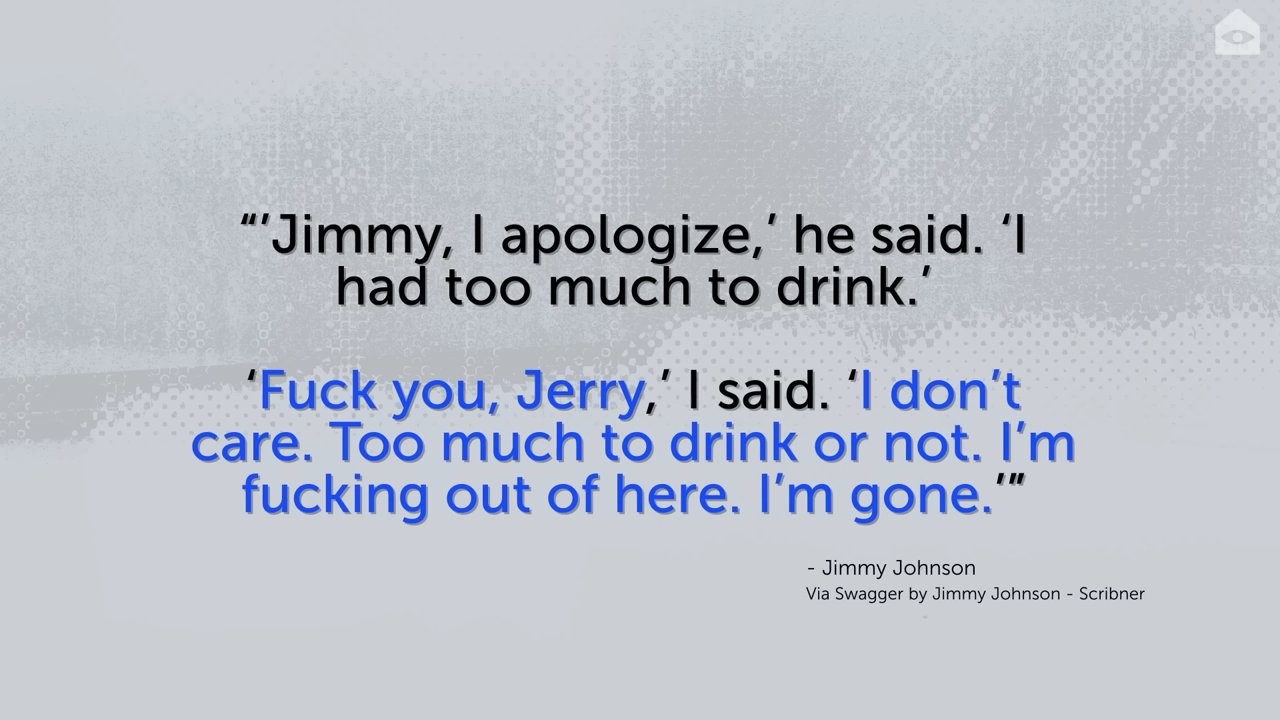 “‘Jimmy, I apologize,’ he said. ‘I
had too much to drink.’
‘Fuck you, Jerry,’ I said. ‘I don’t
care. Too much to drink or not. I’m
fucking out of here. I’m gone.’”
- Jimmy Johnson
Via Swagger by Jimmy Johnson - Scribner